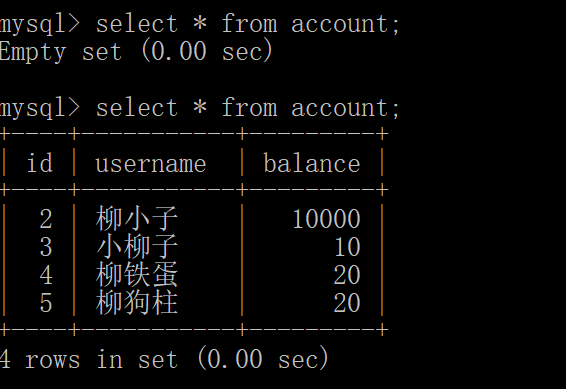 mysql> select * from account;
Empty set (0.00 sec)
mysql> select * from account;
+----+-----------+---------+
| id | username | balance |
+----+-----------+---------+
| 2 | 柳小子 | 10000 |
| 3 | 小柳子 | 10 |
| 4 | 柳铁蛋 | 20 |
| 5 | 柳狗柱 | 20 |
+----+-----------+---------+
4 rows in set (0.00 sec)